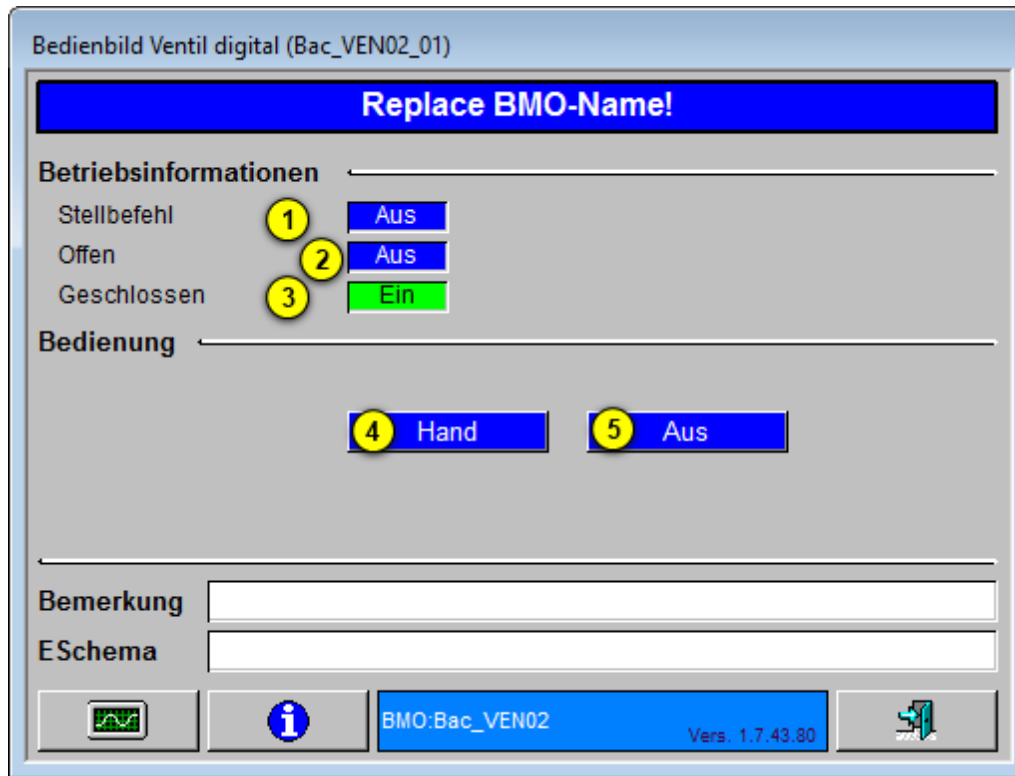 Bedienbild Ventil digital (Bac_VEN02_01)
Replace BMO-Name!
Betriebsinformationen
Stellbefehl 1 Aus
Offen 2 Aus
Geschlossen 3 Ein
Bedienung
4 Hand 5 Aus
Bemerkung
ESchema
i BMO:Bac_VEN02 Vers. 1.7.43.80